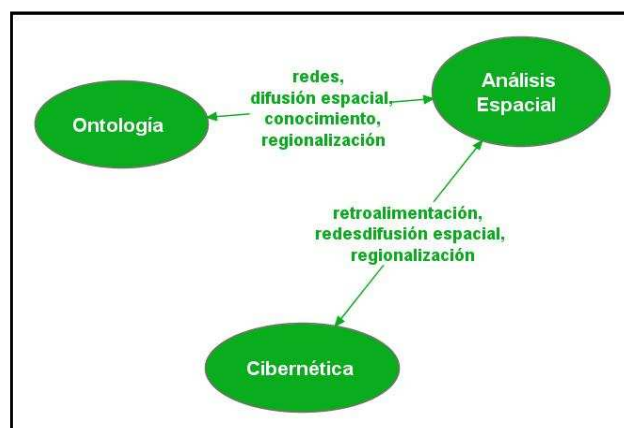 Ontología
redes,
difusión espacial,
conocimiento,
regionalización
Análisis
Espacial
retroalimentación,
redesdifusión espacial,
regionalización
Cibernética